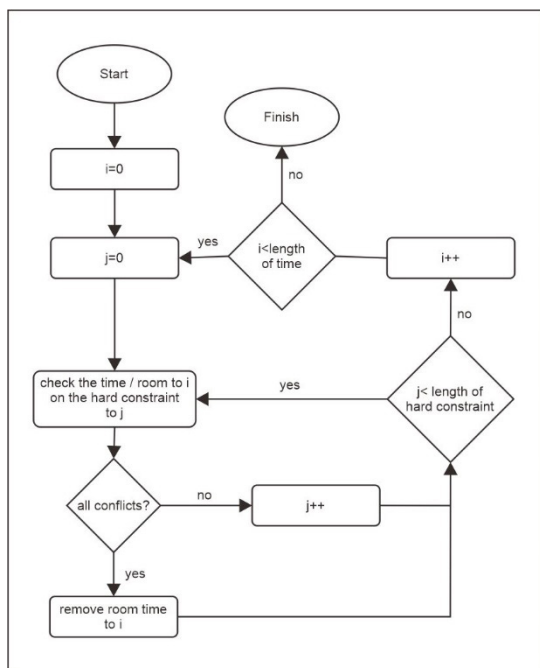 Start
Finish
i=0
no
j=0
yes
i<length
of time
i++
no
check the time / room to i
on the hard constraint
to j
yes
j< length of
hard constraint
all conflicts?
no
j++
yes
remove room time
to i